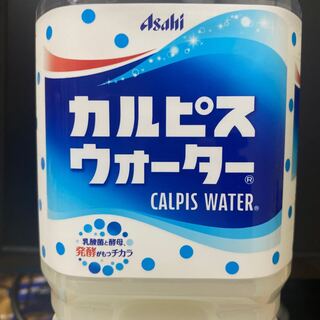 Asahi
カルピス
ウォーター®
CALPIS WATER®
乳酸菌と酵母、
発酵がもつチカラ